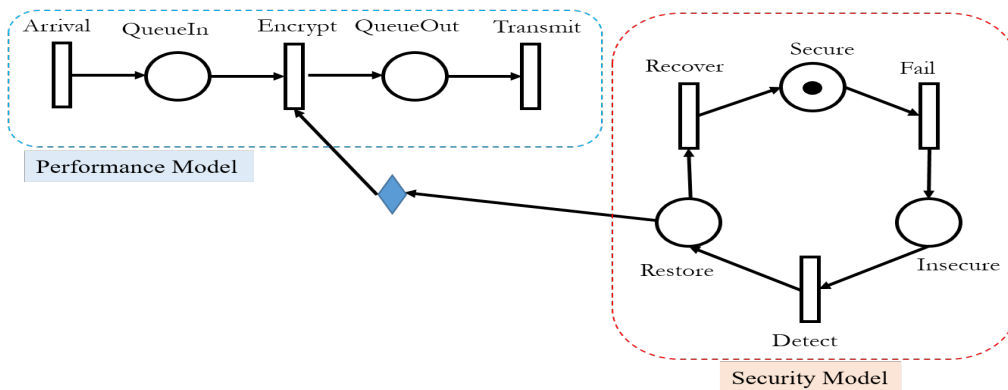 Arrival
QueueIn
Encrypt
QueueOut
Transmit
Performance Model
Secure
Recover
Fail
Restore
Insecure
Detect
Security Model